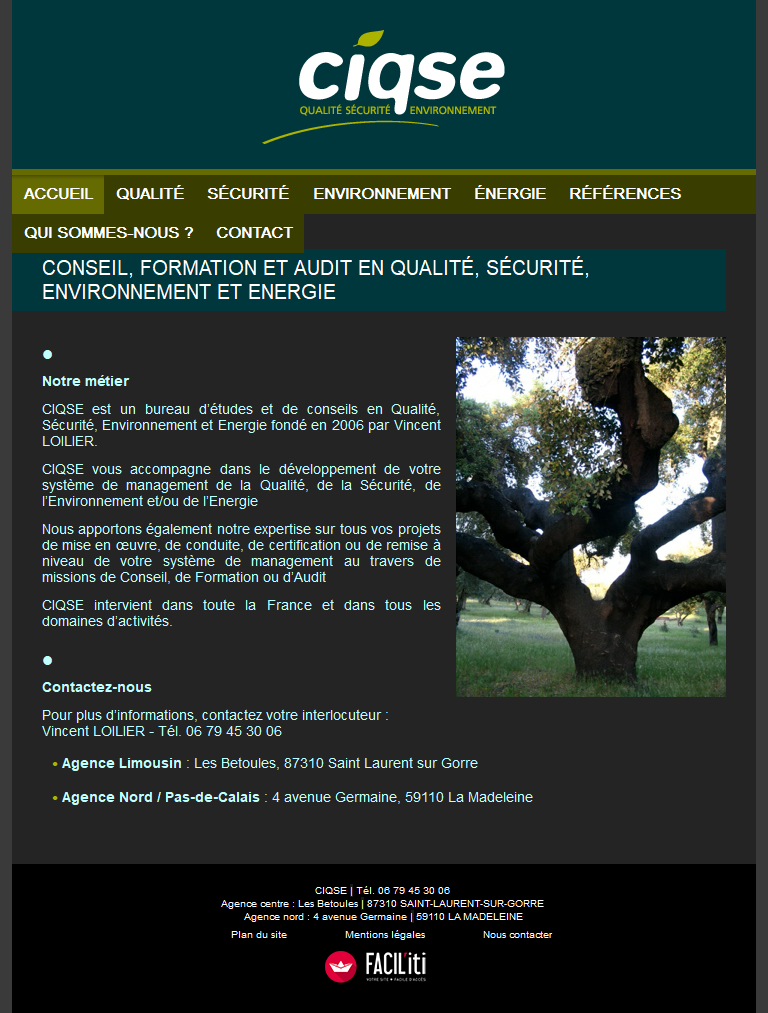 ciqse
QUALITÉ SÉCURITÉ ENVIRONNEMENT
ACCUEIL QUALITÉ SÉCURITÉ ENVIRONNEMENT ÉNERGIE RÉFÉRENCES
QUI SOMMES-NOUS ? CONTACT
CONSEIL, FORMATION ET AUDIT EN QUALITÉ, SÉCURITÉ,
ENVIRONNEMENT ET ENERGIE
Notre métier
CIQSE est un bureau d’études et de conseils en Qualité,
Sécurité, Environnement et Energie fondé en 2006 par Vincent
LOILIER.
CIQSE vous accompagne dans le développement de votre
système de management de la Qualité, de la Sécurité, de
l’Environnement et/ou de l’Energie
Nous apportons également notre expertise sur tous vos projets
de mise en œuvre, de conduite, de certification ou de remise à
niveau de votre système de management au travers de
missions de Conseil, de Formation ou d’Audit
CIQSE intervient dans toute la France et dans tous les
domaines d’activités.
Contactez-nous
Pour plus d’informations, contactez votre interlocuteur :
Vincent LOILIER - Tél. 06 79 45 30 06
• Agence Limousin : Les Betoules, 87310 Saint Laurent sur Gorre
• Agence Nord / Pas-de-Calais : 4 avenue Germaine, 59110 La Madeleine
CIQSE | Tél. 06 79 45 30 06
Agence centre : Les Betoules | 87310 SAINT-LAURENT-SUR-GORRE
Agence nord : 4 avenue Germaine | 59110 LA MADELEINE
Plan du site Mentions légales Nous contacter
FACIL'iti
VOTRE SITE • FACILE D'ACCÈS